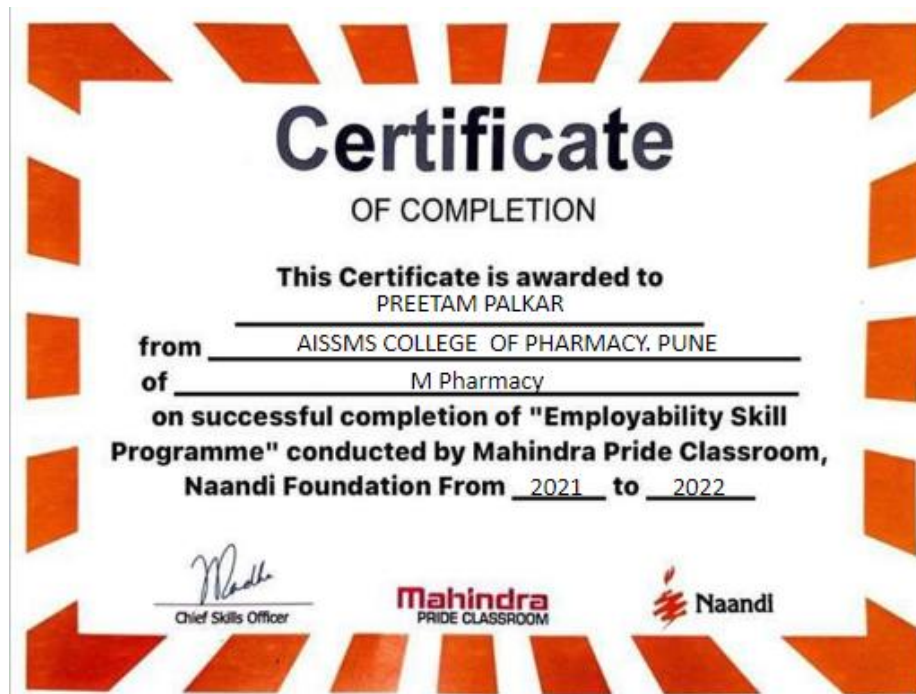 Certificate
OF COMPLETION
This Certificate is awarded to
PREETAM PALKAR
from AISSMS COLLEGE OF PHARMACY. PUNE
of M Pharmacy
on successful completion of "Employability Skill
Programme" conducted by Mahindra Pride Classroom,
Naandi Foundation From 2021 to 2022
Chief Skills Officer
Mahindra
PRIDE CLASSROOM
Naandi